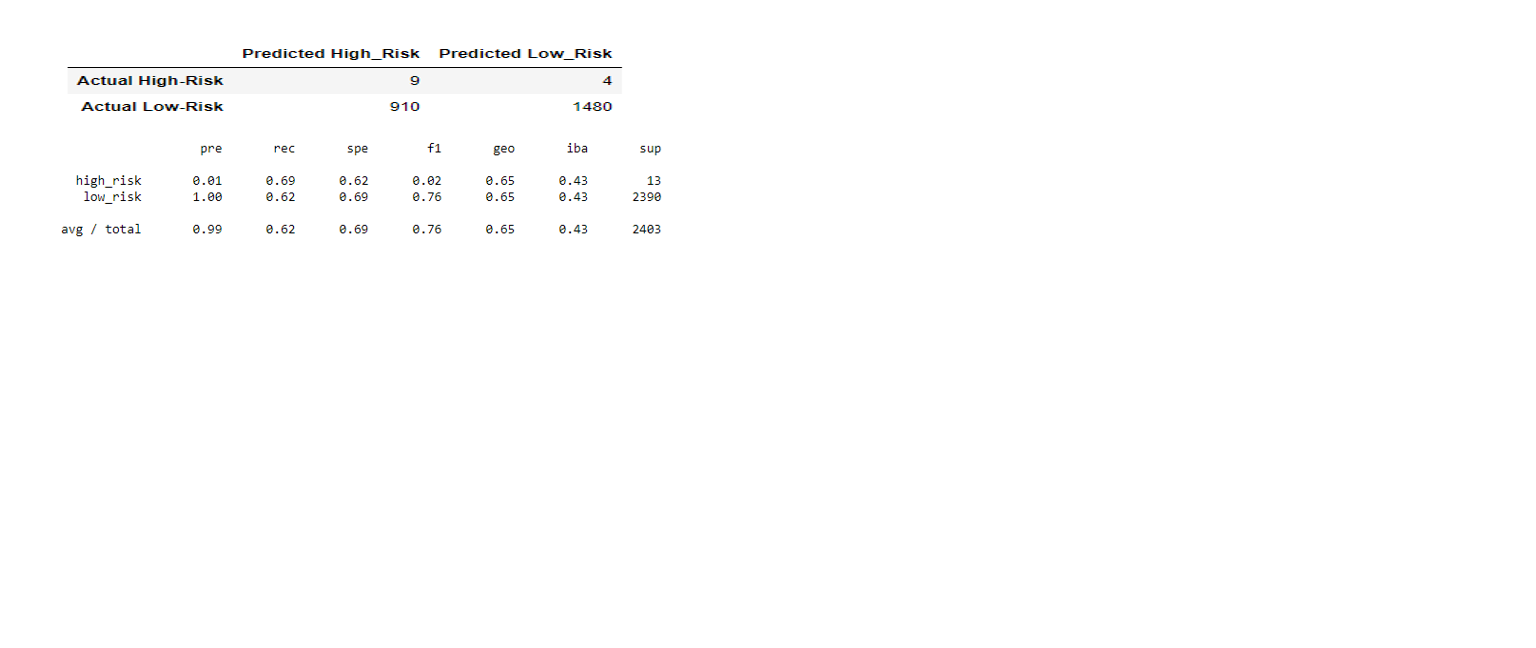 Predicted High_Risk Predicted Low_Risk
Actual High-Risk 9 4
Actual Low-Risk 910 1480
pre rec spe f1 geo iba sup
high_risk 0.01 0.69 0.62 0.02 0.65 0.43 13
low_risk 1.00 0.62 0.69 0.76 0.65 0.43 2390
avg / total 0.99 0.62 0.69 0.76 0.65 0.43 2403